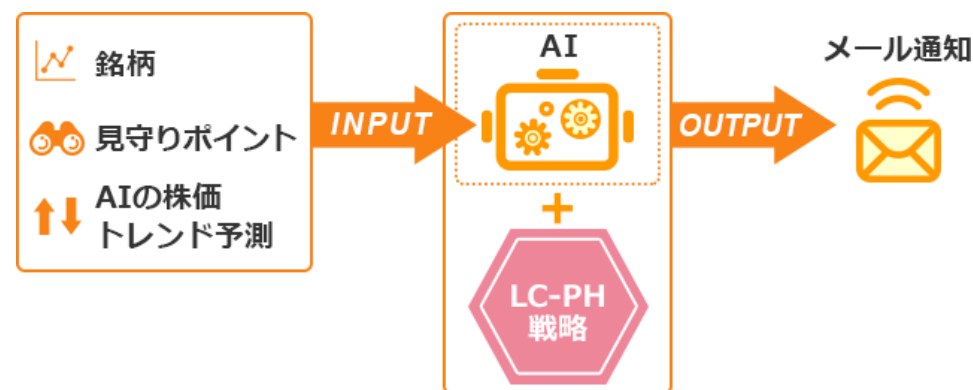 銘柄
見守りポイント
AIの株価
トレンド予測
INPUT
AI
+
LC-PH
戦略
OUTPUT
メール通知